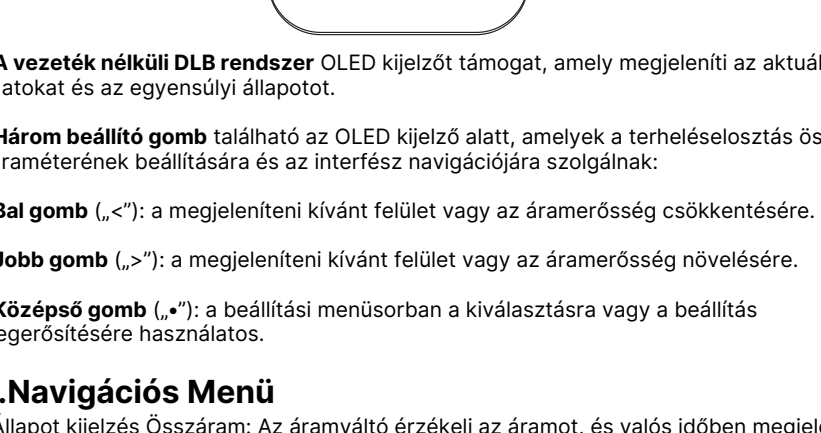 A vezeték nélküli DLB rendszer OLED kijelzőt támogat, amely megjeleníti az aktuál
atokat és az egyensúlyi állapotot.
Három beállító gomb található az OLED kijelző alatt, amelyek a terheléselosztás ös
raméterének beállítására és az interfész navigációjára szolgálnak:
Bal gomb („<”): a megjeleníteni kívánt felület vagy az áramerősség csökkentésére.
Jobb gomb („>”): a megjeleníteni kívánt felület vagy az áramerősség növelésére.
Középső gomb („•”): a beállítási menüsorban a kiválasztásra vagy a beállítás
egerősítésére használatos.
.Navigációs Menü
Állapot kijelzés Összáram: Az áramváltó érzékeli az áramot, és valós időben megjele